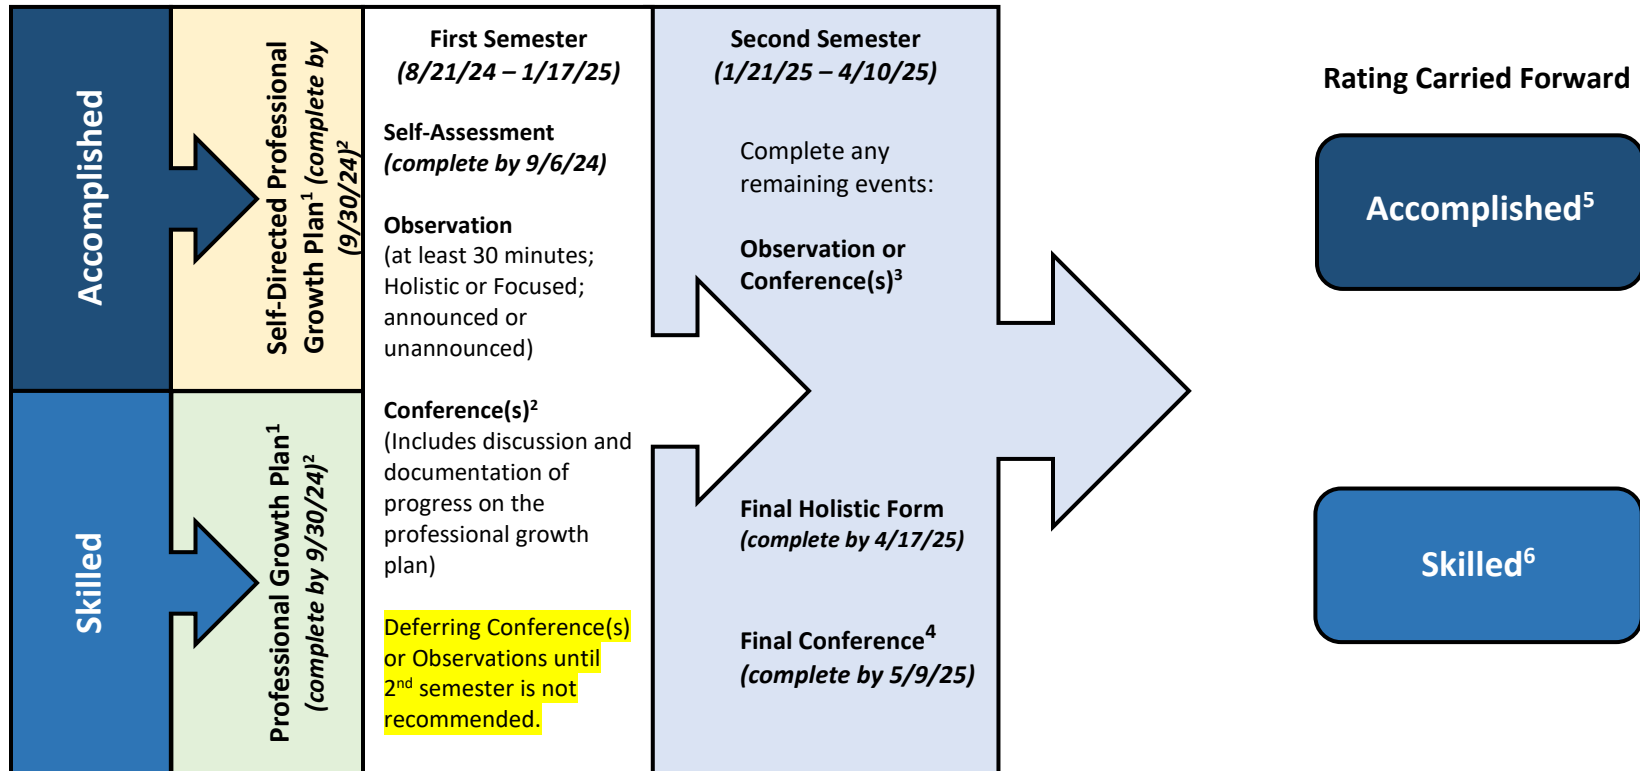 Accomplished
Self-Directed Professional
Growth Plan¹ (complete by
(9/30/24)²
Skilled
Professional Growth Plan¹
(complete by 9/30/24)²
First Semester
(8/21/24 – 1/17/25)
Self-Assessment
(complete by 9/6/24)
Observation
(at least 30 minutes;
Holistic or Focused;
announced or
unannounced)
Conference(s)²
(Includes discussion and
documentation of
progress on the
professional growth
plan)
Deferring Conference(s)
or Observations until
2nd semester is not
recommended.
Second Semester
(1/21/25 – 4/10/25)
Complete any
remaining events:
Observation or
Conference(s)³
Final Holistic Form
(complete by 4/17/25)
Final Conference⁴
(complete by 5/9/25)
Rating Carried Forward
Accomplished⁵
Skilled⁶